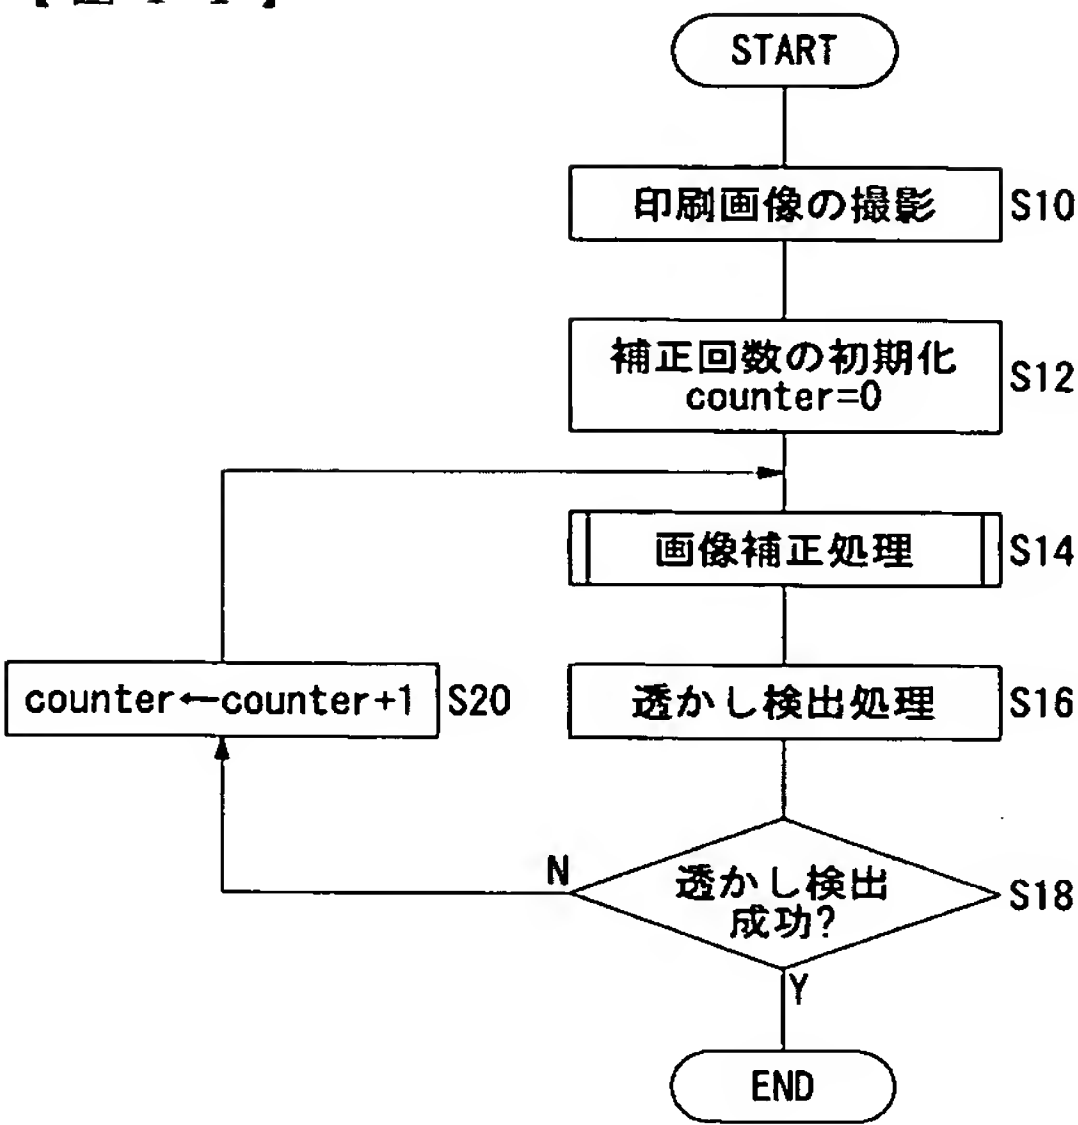 START
印刷画像の撮影
S10
補正回数の初期化
counter=0
S12
画像補正処理
S14
counter←counter+1
S20
透かし検出処理
S16
N
透かし検出
成功?
S18
Y
END